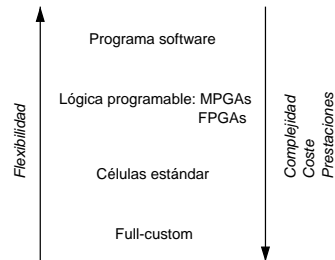 Programa software
Lógica programable: MPGAs
FPGAs
Células estándar
Full-custom
Flexibilidad
Complejidad
Coste
Prestaciones